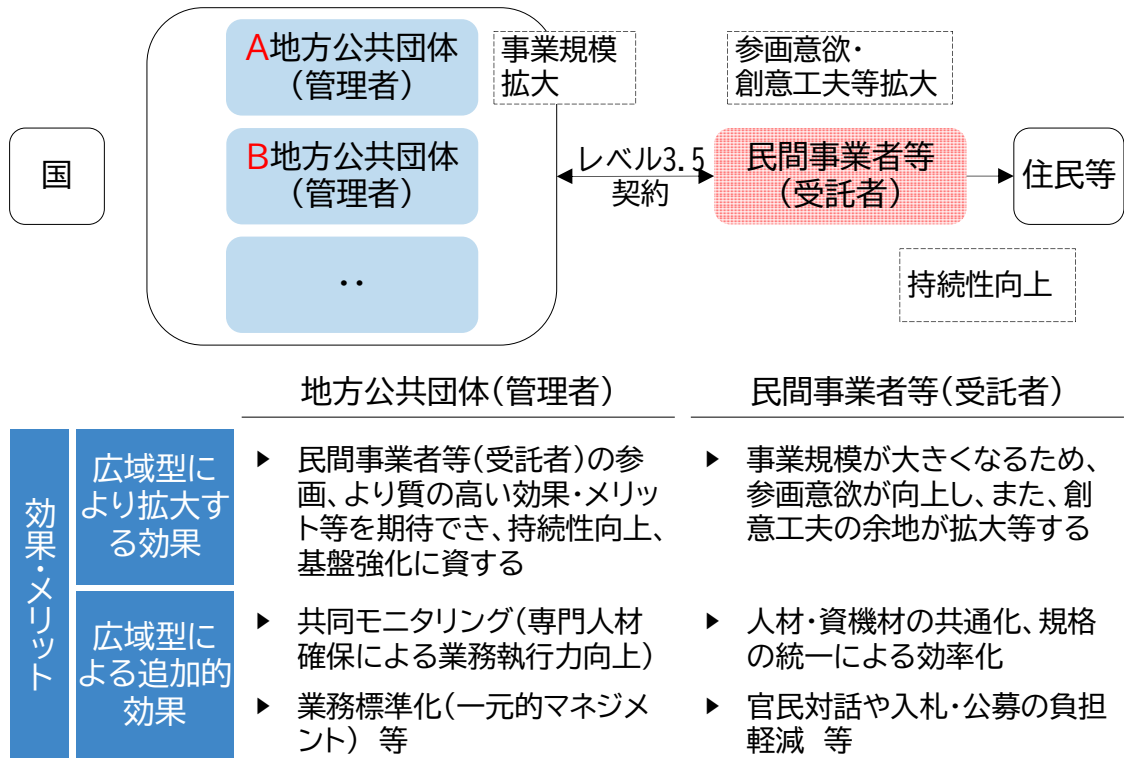 国
A地方公共団体
(管理者)
B地方公共団体
(管理者)
‥
事業規模
拡大
レベル3.5
契約
参画意欲・
創意工夫等拡大
民間事業者等
(受託者)
住民等
持続性向上
地方公共団体(管理者)
民間事業者等(受託者)
効果・メリット
広域型に
より拡大す
る効果
▶ 民間事業者等(受託者)の参
画、より質の高い効果・メリッ
ト等を期待でき、持続性向上、
基盤強化に資する
▶ 事業規模が大きくなるため、
参画意欲が向上し、また、創
意工夫の余地が拡大等する
広域型に
よる追加的
効果
▶ 共同モニタリング(専門人材
確保による業務執行力向上)
▶ 業務標準化(一元的マネジメ
ント) 等
▶ 人材・資機材の共通化、規格
の統一による効率化
▶ 官民対話や入札・公募の負担
軽減 等